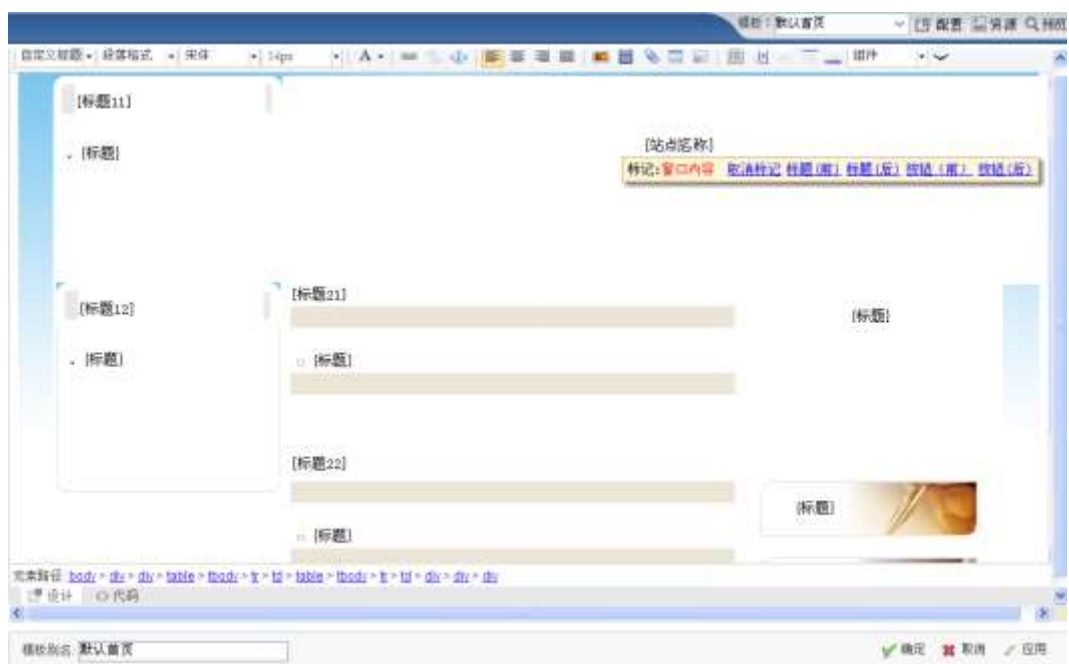 模板：默认首页 配置 资源 预览
自定义标题 段落格式 宋体 14px A 组件
[标题11]
[标题]
[站点名称]
标记:窗口内容 取消标记 标题(前) 标题(后) 按钮(前) 按钮(后)
[标题12]
[标题21]
[标题]
[标题]
[标题]
[标题22]
[标题]
[标题]
元素路径 body > div > div > table > tbody > tr > td > table > tbody > tr > td > div > div > div
设计 代码
模板别名: 默认首页 确定 取消 应用